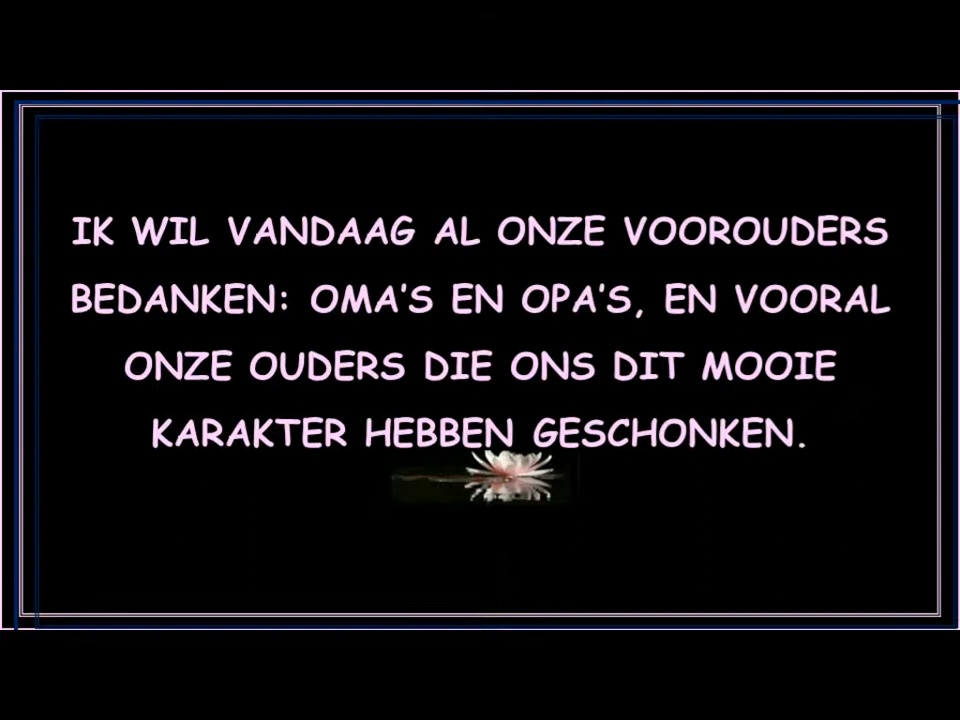 IK WIL VANDAAG AL ONZE VOOROUDERS
BEDANKEN: OMA'S EN OPA'S, EN VOORAL
ONZE OUDERS DIE ONS DIT MOOIE
KARAKTER HEBBEN GESCHONKEN.